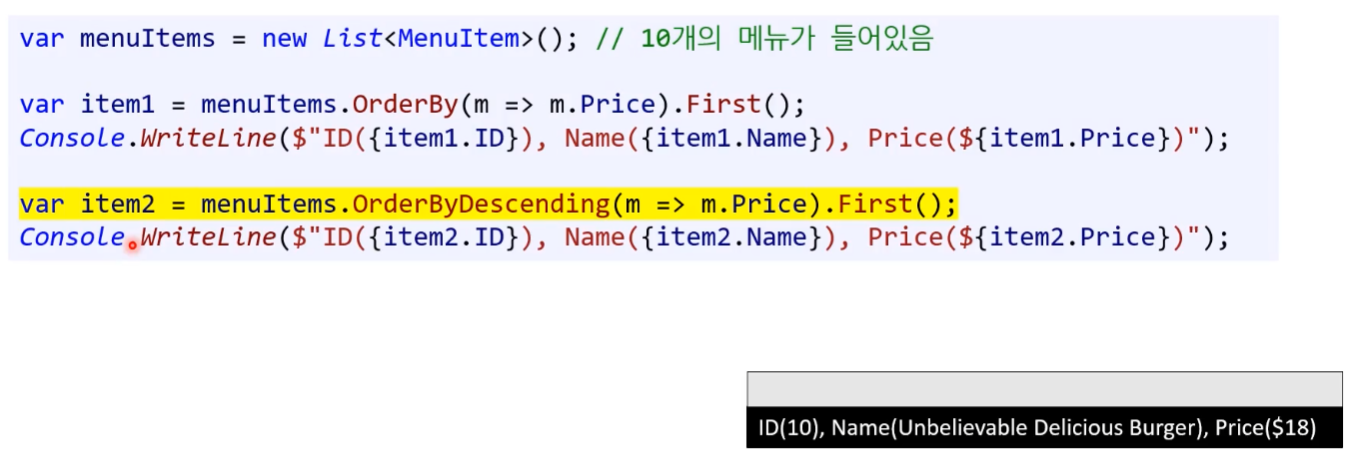 var menuItems = new List<MenuItem>(); // 10개의 메뉴가 들어있음
var item1 = menuItems.OrderBy(m => m.Price).First();
Console.WriteLine($"ID({item1.ID}), Name({item1.Name}), Price(${item1.Price})");
var item2 = menuItems.OrderByDescending(m => m.Price).First();
Console.WriteLine($"ID({item2.ID}), Name({item2.Name}), Price(${item2.Price})");
ID(10), Name(Unbelievable Delicious Burger), Price($18)